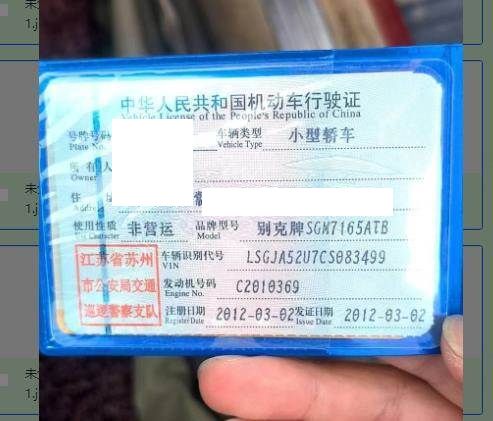 中华人民共和国机动车行驶证
Vehicle License of the People's Republic of China
号牌号码 车辆类型 小型轿车
Plate No. Vehicle Type
所有人
Owner
住
Address
使用性质 非营运 品牌型号 别克牌SGM7165ATB
Use Character Model
江苏省苏州 车辆识别代号 LSGJA52U7CS083499
VIN
市公安局交通 发动机号码 C2010369
Engine No.
巡逻警察支队 注册日期 2012-03-02 发证日期 2012-03-02
Register Date Issue Date